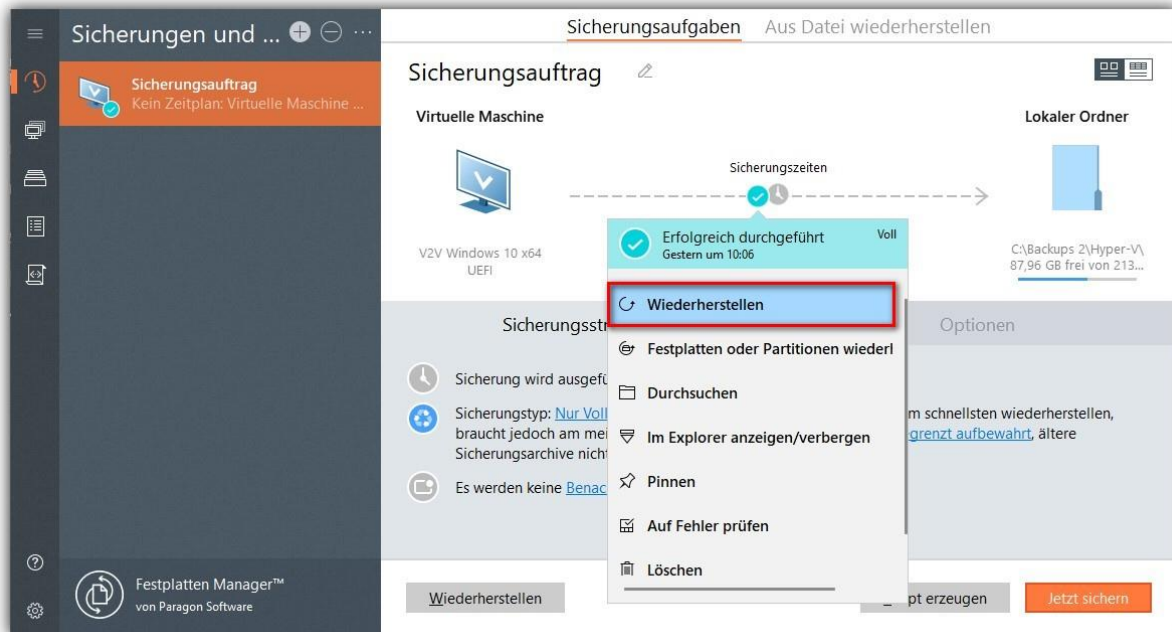 Sicherungen und ...
Sicherungsauftrag
Kein Zeitplan: Virtuelle Maschine ...
Festplatten Manager™
von Paragon Software
Sicherungsaufgaben
Aus Datei wiederherstellen
Sicherungsauftrag
Virtuelle Maschine
Lokaler Ordner
Sicherungszeiten
V2V Windows 10 x64
UEFI
C:\Backups 2\Hyper-V\
87,96 GB frei von 213...
Erfolgreich durchgeführt
Voll
Gestern um 10:06
Wiederherstellen
Festplatten oder Partitionen wiederl
Durchsuchen
Im Explorer anzeigen/verbergen
Pinnen
Auf Fehler prüfen
Löschen
Sicherungsstr
Optionen
Sicherung wird ausgefü
Sicherungstyp: Nur Voll
m schnellsten wiederherstellen,
braucht jedoch am mei
grenzt aufbewahrt, ältere
Sicherungsarchive nicht
Es werden keine Benac
Wiederherstellen
pt erzeugen
Jetzt sichern